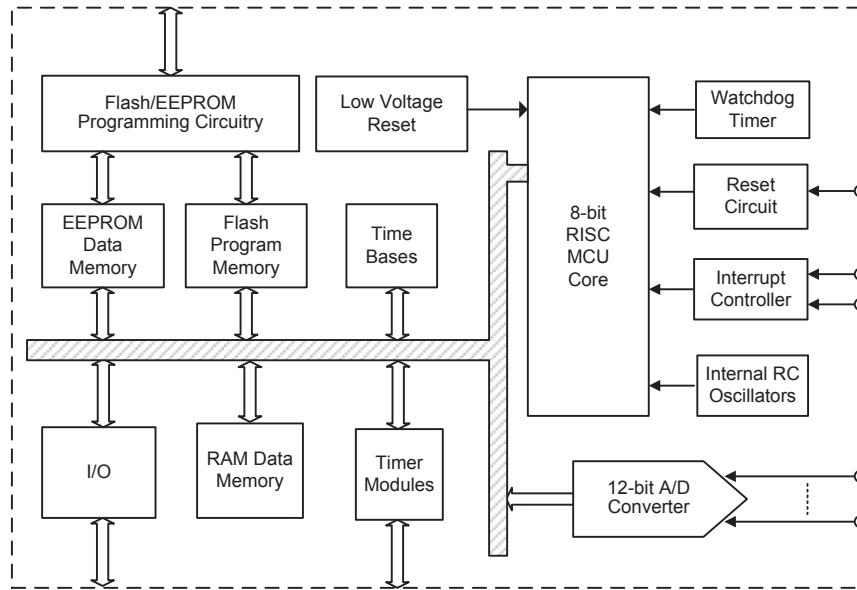 Flash/EEPROM
Programming Circuitry
Low Voltage
Reset
Watchdog
Timer
EEPROM
Data
Memory
Flash
Program
Memory
Time
Bases
8-bit
RISC
MCU
Core
Reset
Circuit
Interrupt
Controller
Internal RC
Oscillators
I/O
RAM Data
Memory
Timer
Modules
12-bit A/D
Converter